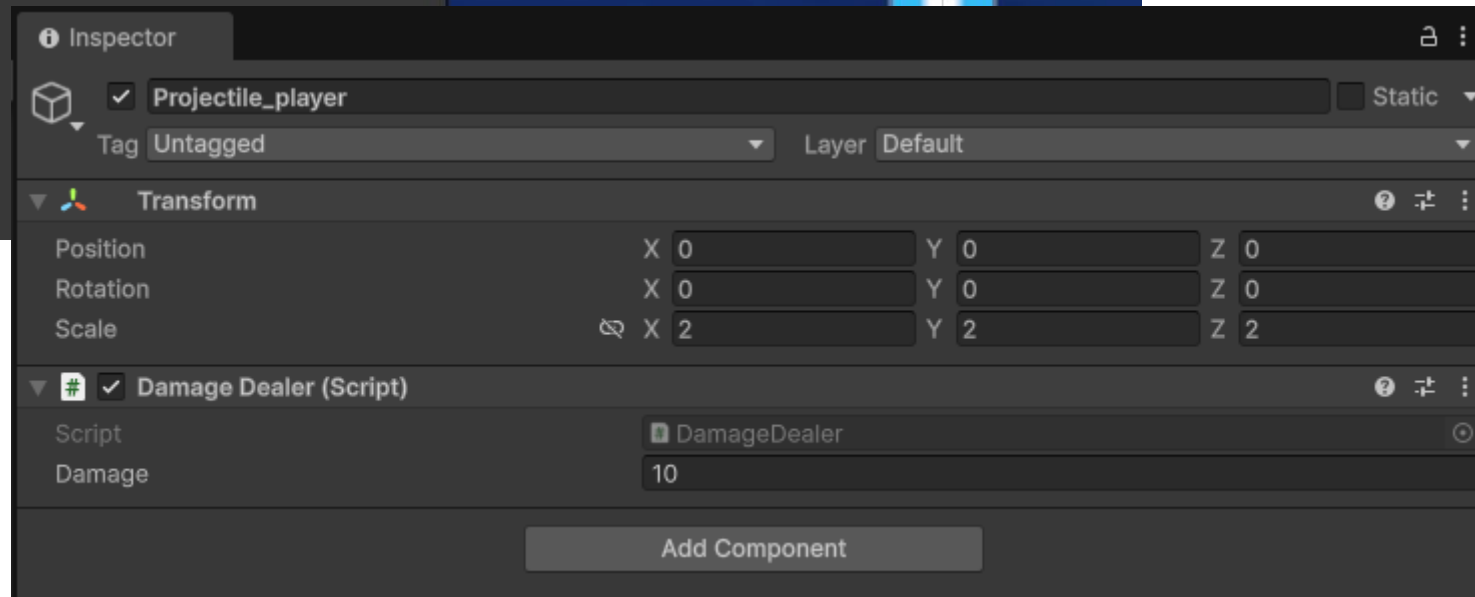 Inspector
Projectile_player Static
Tag Untagged Layer Default
Transform
Position X 0 Y 0 Z 0
Rotation X 0 Y 0 Z 0
Scale X 2 Y 2 Z 2
# Damage Dealer (Script)
Script # DamageDealer
Damage 10
Add Component